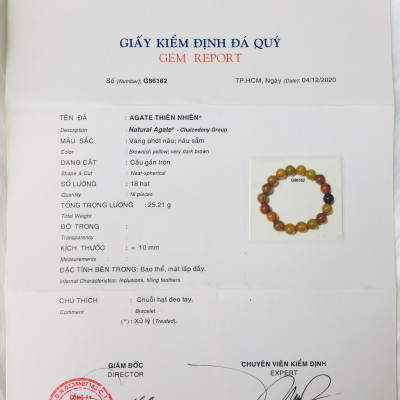 GIẤY KIỂM ĐỊNH ĐÁ QUÝ
GEM REPORT
Số (Number): G86162
TP.HCM, Ngày (Date): 04/12/2020
TÊN ĐÁ : AGATE THIÊN NHIÊN*
Description Natural Agate* - Chalcedony Group
MÀU SẮC : Vàng phớt nâu; nâu sẫm
Color Brownish yellow; very dark brown
DẠNG CẮT : Cầu gần tròn
Shape & Cut Near-spherical
SỐ LƯỢNG : 18 hạt
Quantity 18 pieces
TỔNG TRỌNG LƯỢNG : 25.21 g
Total Weight
ĐỘ TRONG :
Transparency
KÍCH THƯỚC : ≈ 10 mm
Measurements
ĐẶC TÍNH BÊN TRONG: Bao thể, mát lấp đầy.
Internal Characteristics: Inclusions, filling feathers.
CHÚ THÍCH : Chuỗi hạt đeo tay.
Comment Bracelet.
(*) : Xử lý (Treated).
G86162
GIÁM ĐỐC
DIRECTOR
CHUYÊN VIÊN KIỂM ĐỊNH
EXPERT
CÔNG TY